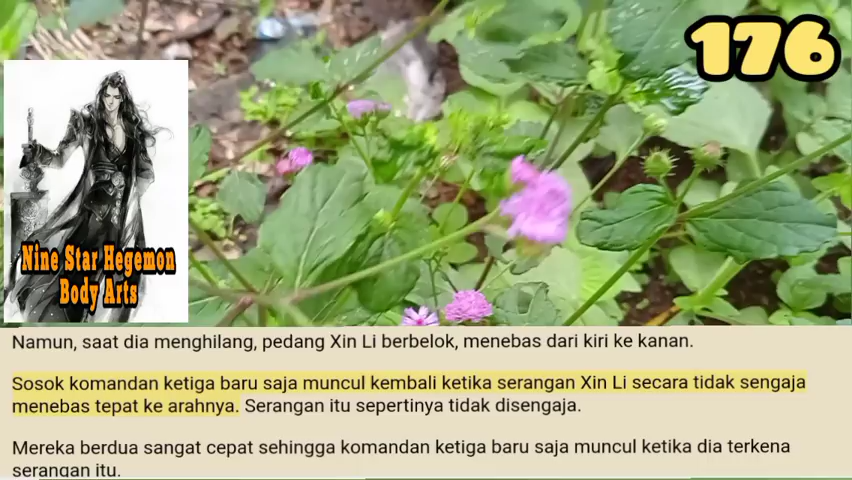 176
Nine Star Hegemon
Body Arts
Namun, saat dia menghilang, pedang Xin Li berbelok, menebas dari kiri ke kanan.
Sosok komandan ketiga baru saja muncul kembali ketika serangan Xin Li secara tidak sengaja
menebas tepat ke arahnya. Serangan itu sepertinya tidak disengaja.
Mereka berdua sangat cepat sehingga komandan ketiga baru saja muncul ketika dia terkena
serangan itu.